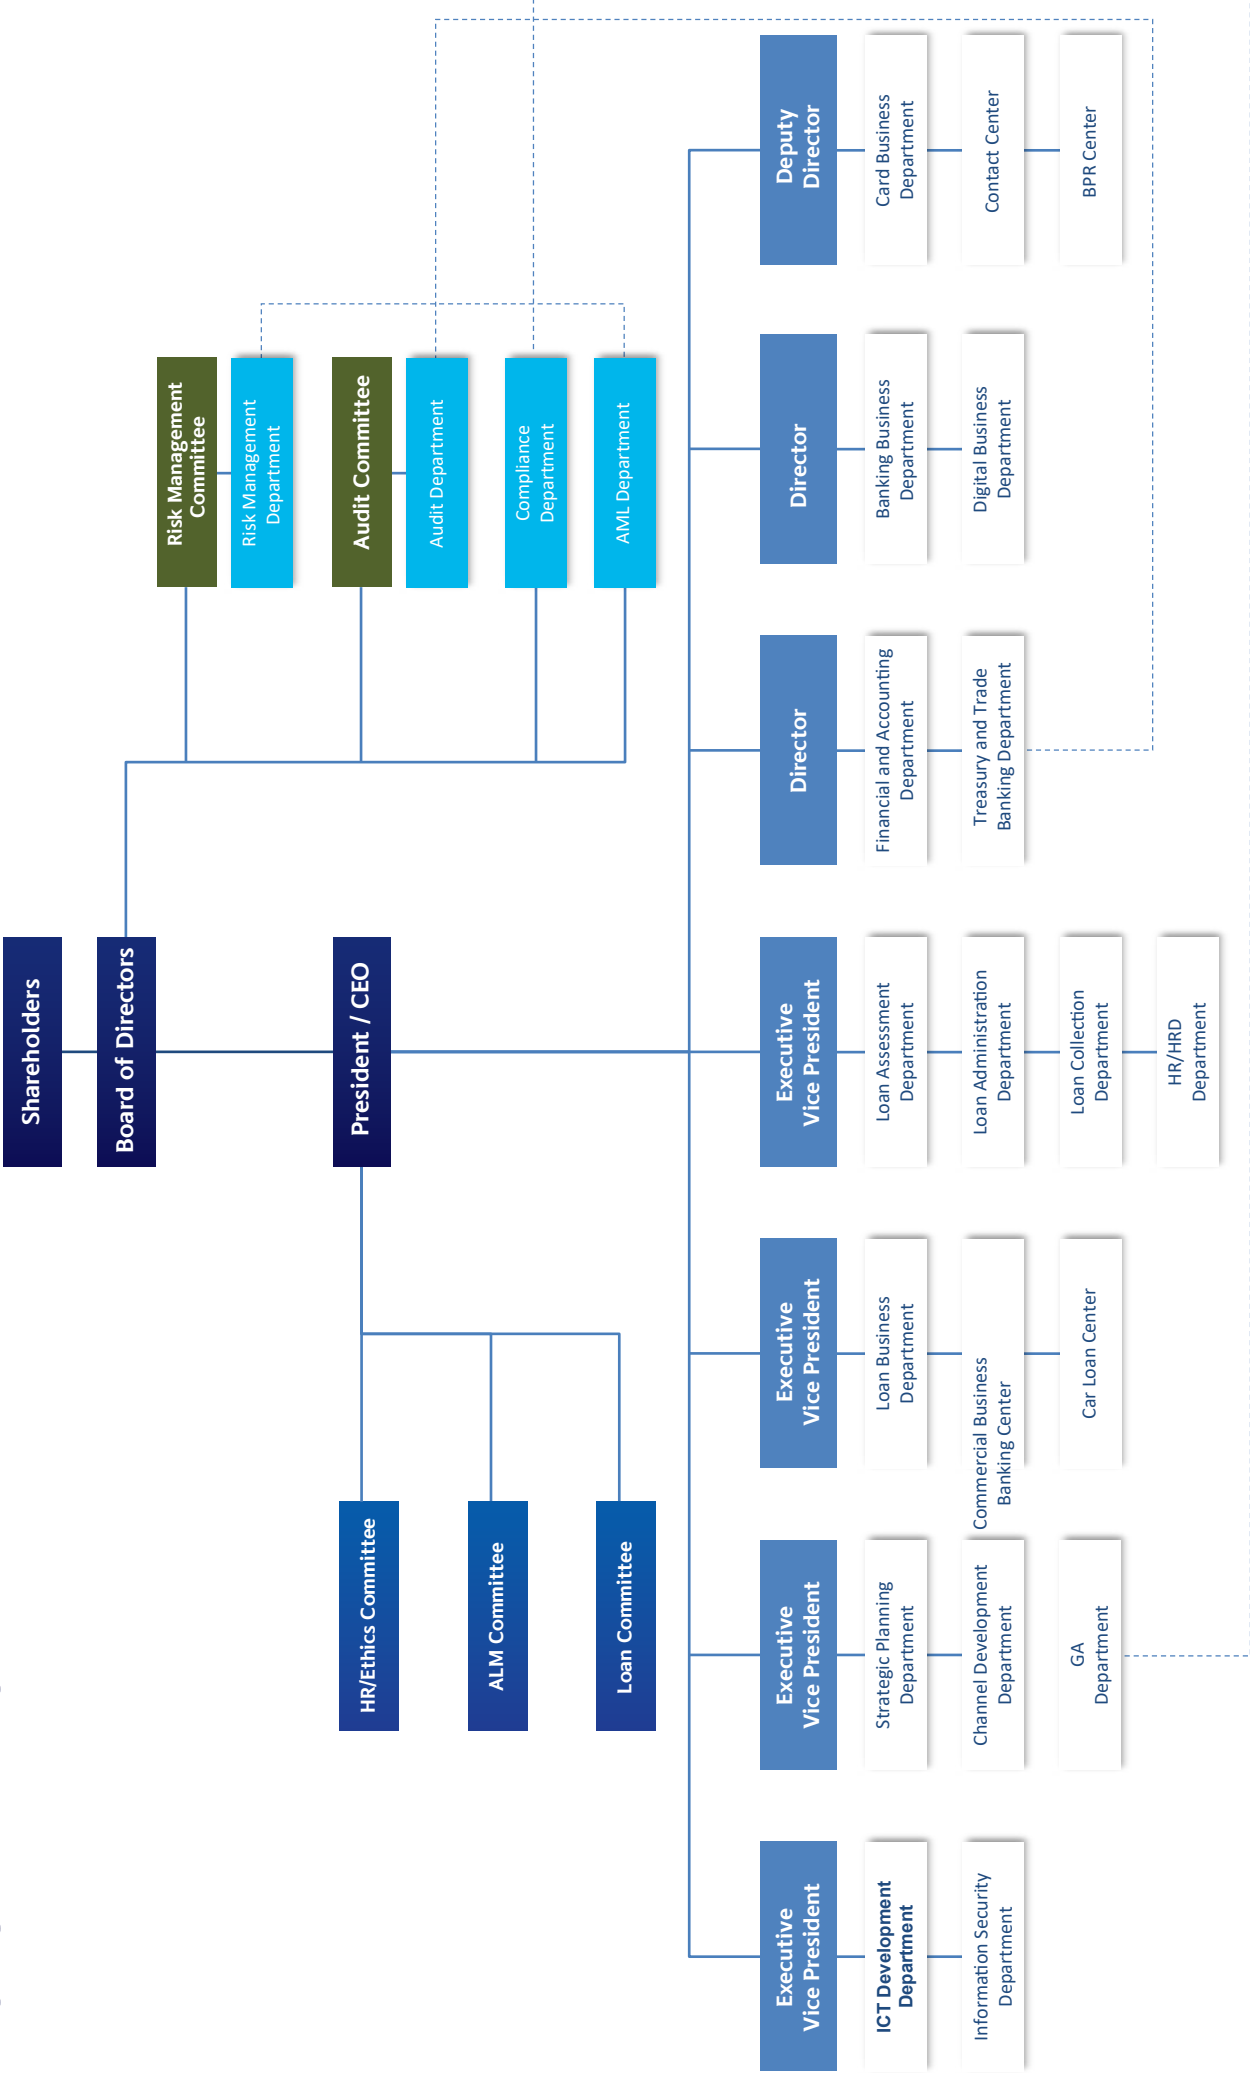 Shareholders
Board of Directors
President / CEO
Risk Management
Committee
Risk Management
Department
Audit Committee
Audit Department
Compliance
Department
AML Department
HR/Ethics Committee
ALM Committee
Loan Committee
Executive
Vice President
ICT Development
Department
Information Security
Department
Executive
Vice President
Strategic Planning
Department
Channel Development
Department
GA
Department
Executive
Vice President
Loan Business
Department
Commercial Business
Banking Center
Car Loan Center
Executive
Vice President
Loan Assessment
Department
Loan Administration
Department
Loan Collection
Department
HR/HRD
Department
Director
Financial and Accounting
Department
Treasury and Trade
Banking Department
Director
Banking Business
Department
Digital Business
Department
Deputy
Director
Card Business
Department
Contact Center
BPR Center